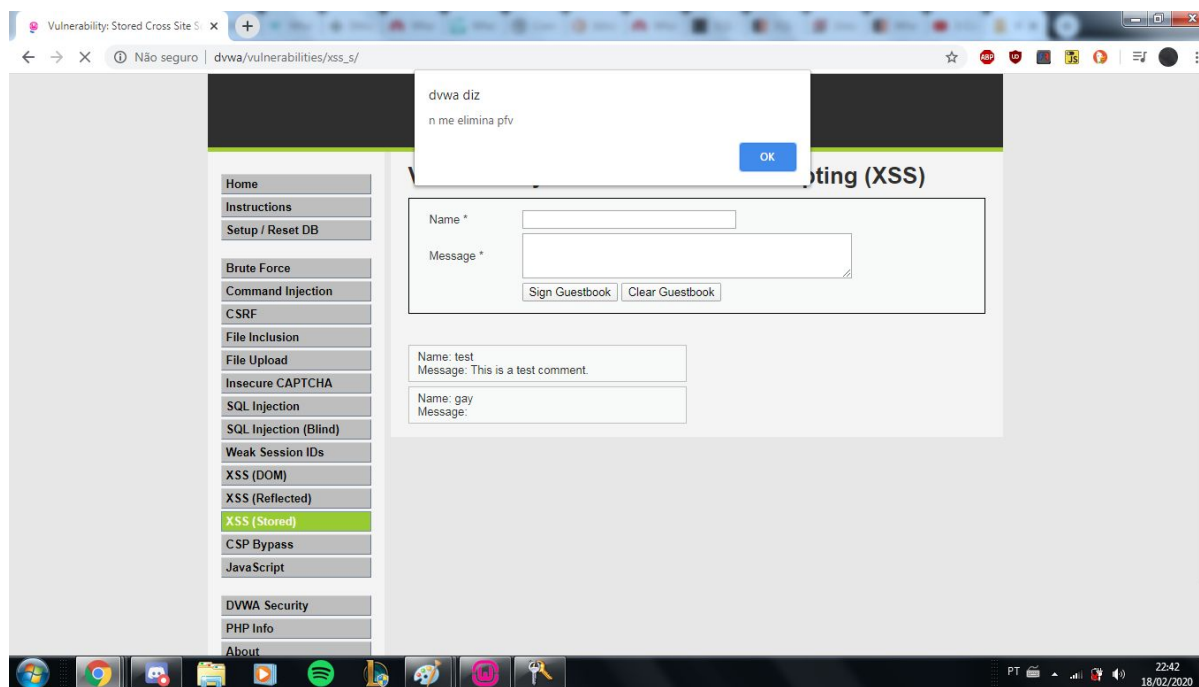 Vulnerability: Stored Cross Site S
Não seguro
dvwa/vulnerabilities/xss_s/
dvwa diz
n me elimina pfv
OK
pting (XSS)
Home
Instructions
Setup / Reset DB
Brute Force
Command Injection
CSRF
File Inclusion
File Upload
Insecure CAPTCHA
SQL Injection
SQL Injection (Blind)
Weak Session IDs
XSS (DOM)
XSS (Reflected)
XSS (Stored)
CSP Bypass
JavaScript
DVWA Security
PHP Info
About
Name *
Message *
Sign Guestbook
Clear Guestbook
Name: test
Message: This is a test comment.
Name: gay
Message:
PT
22:42
18/02/2020